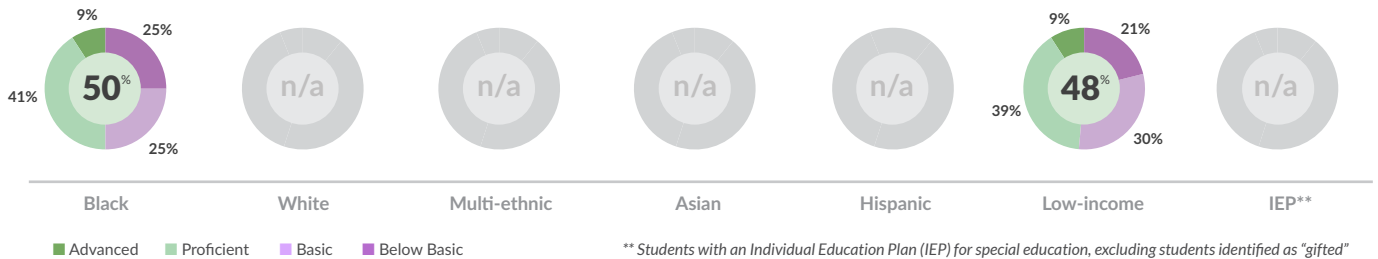 9%
25%
50%
41%
25%
n/a
n/a
n/a
n/a
9%
21%
48%
39%
30%
n/a
Black
White
Multi-ethnic
Asian
Hispanic
Low-income
IEP**
Advanced
Proficient
Basic
Below Basic
** Students with an Individual Education Plan (IEP) for special education, excluding students identified as “gifted”